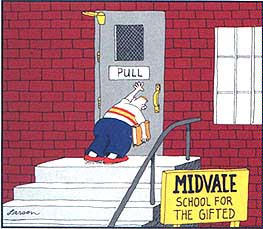 PULL
MIDVALE
SCHOOL FOR
THE GIFTED
Larson